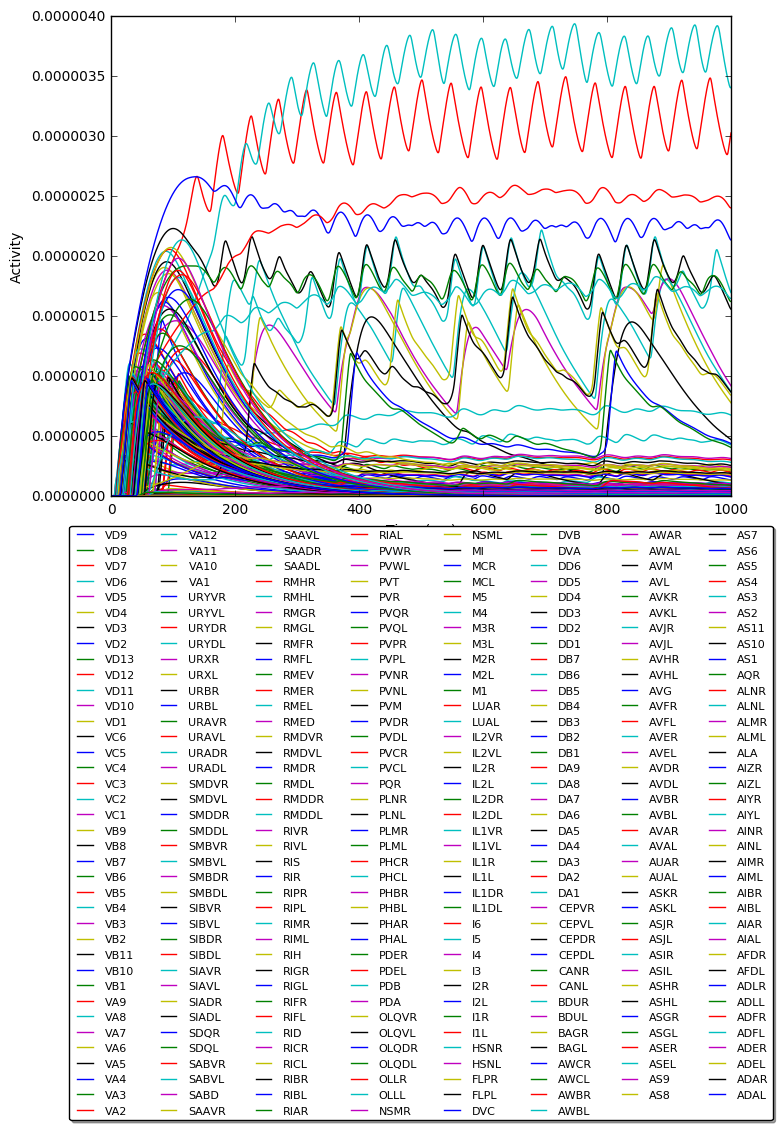 0.0000040
0.0000035
0.0000030
0.0000025
0.0000020
0.0000015
0.0000010
0.0000005
0.0000000
Activity
0 200 400 600 800 1000
VD9
VD8
VD7
VD6
VD5
VD4
VD3
VD2
VD13
VD12
VD11
VD10
VD1
VC6
VC5
VC4
VC3
VC2
VC1
VB9
VB8
VB7
VB6
VB5
VB4
VB3
VB2
VB11
VB10
VB1
VA9
VA8
VA7
VA6
VA5
VA4
VA3
VA2
VA12
VA11
VA10
VA1
URYVR
URYVL
URYDR
URYDL
URXR
URXL
URBR
URBL
URAVR
URAVL
URADR
URADL
SMDVR
SMDVL
SMDDR
SMDDL
SMBVR
SMBVL
SMBDR
SMBDL
SIBVR
SIBVL
SIBDR
SIBDL
SIAVR
SIAVL
SIADR
SIADL
SDQR
SDQL
SABVR
SABVL
SABD
SAAVR
SAAVL
SAADR
SAADL
RMHR
RMHL
RMGR
RMGL
RMFR
RMFL
RMEV
RMER
RMEL
RMED
RMDVR
RMDVL
RMDR
RMDL
RMDDR
RMDDL
RIVR
RIVL
RIS
RIR
RIPR
RIPL
RIMR
RIML
RIH
RIGR
RIGL
RIFR
RIFL
RID
RICR
RICL
RIBR
RIBL
RIAR
RIAL
PVWR
PVWL
PVT
PVR
PVQR
PVQL
PVPR
PVPL
PVNR
PVNL
PVM
PVDR
PVDL
PVCR
PVCL
PQR
PLNR
PLNL
PLMR
PLML
PHCR
PHCL
PHBR
PHBL
PHAR
PHAL
PDER
PDEL
PDB
PDA
OLQVR
OLQVL
OLQDR
OLQDL
OLLR
OLLL
NSMR
NSML
MI
MCR
MCL
M5
M4
M3R
M3L
M2R
M2L
M1
LUAR
LUAL
IL2VR
IL2VL
IL2R
IL2L
IL2DR
IL2DL
IL1VR
IL1VL
IL1R
IL1L
IL1DR
IL1DL
I6
I5
I4
I3
I2R
I2L
I1R
I1L
HSNR
HSNL
FLPR
FLPL
DVC
DVB
DVA
DD6
DD5
DD4
DD3
DD2
DD1
DB7
DB6
DB5
DB4
DB3
DB2
DB1
DA9
DA8
DA7
DA6
DA5
DA4
DA3
DA2
DA1
CEPVR
CEPVL
CEPDR
CEPDL
CANR
CANL
BDUR
BDUL
BAGR
BAGL
AWCR
AWCL
AWBR
AWBL
AWAR
AWAL
AVM
AVL
AVKR
AVKL
AVJR
AVJL
AVHR
AVHL
AVG
AVFR
AVFL
AVER
AVEL
AVDR
AVDL
AVBR
AVBL
AVAR
AVAL
AUAR
AUAL
ASKR
ASKL
ASJR
ASJL
ASIR
ASIL
ASHR
ASHL
ASGR
ASGL
ASER
ASEL
AS9
AS8
AS7
AS6
AS5
AS4
AS3
AS2
AS11
AS10
AS1
AQR
ALNR
ALNL
ALMR
ALML
ALA
AIZR
AIZL
AIYR
AIYL
AINR
AINL
AIMR
AIML
AIBR
AIBL
AIAR
AIAL
AFDR
AFDL
ADLR
ADLL
ADFR
ADFL
ADER
ADEL
ADAR
ADAL